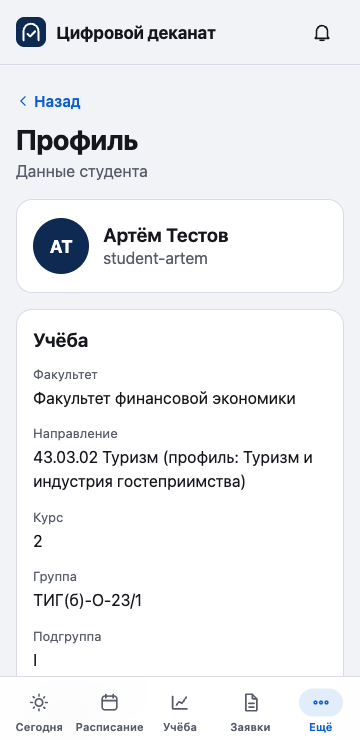 Цифровой деканат
Назад
Профиль
Данные студента
АТ
Артём Тестов
student-artem
Учёба
Факультет
Факультет финансовой экономики
Направление
43.03.02 Туризм (профиль: Туризм и
индустрия гостеприимства)
Курс
2
Группа
ТИГ(б)-О-23/1
Подгруппа
I
Сегодня
Расписание
Учёба
Заявки
Ещё